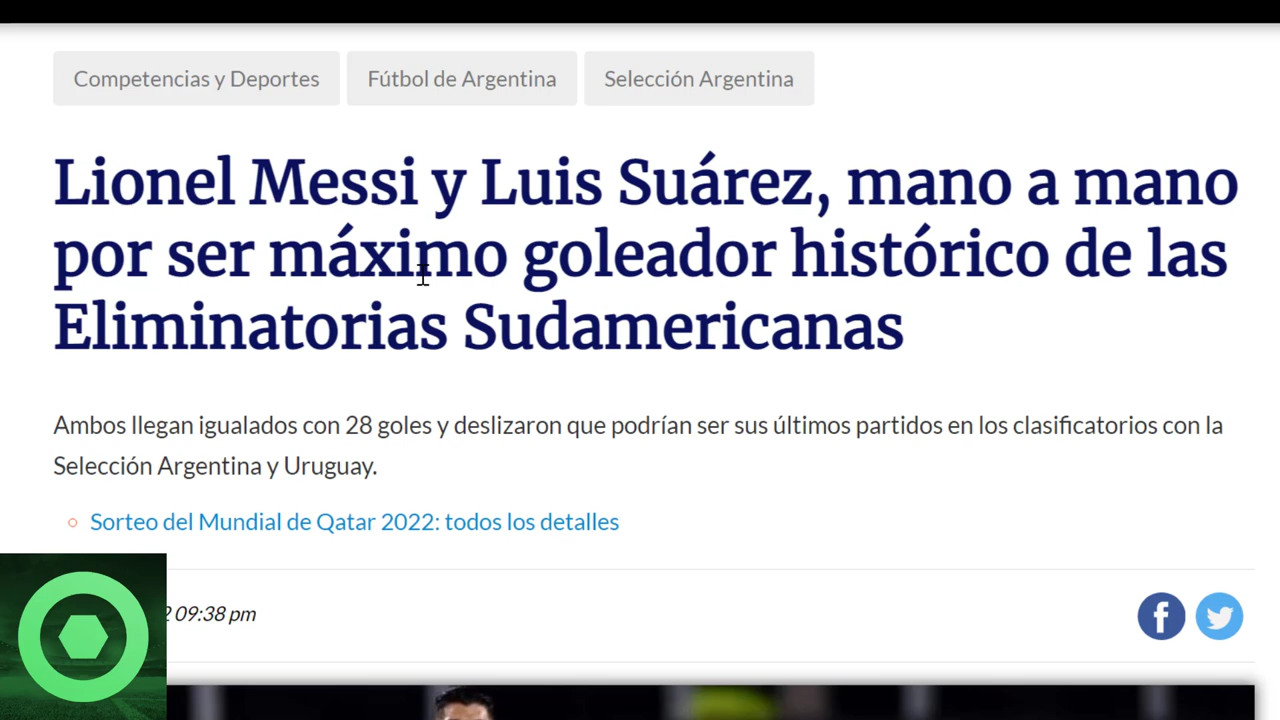 Competencias y Deportes Fútbol de Argentina Selección Argentina
Lionel Messi y Luis Suárez, mano a mano
por ser máximo goleador histórico de las
Eliminatorias Sudamericanas
Ambos llegan igualados con 28 goles y deslizaron que podrían ser sus últimos partidos en los clasificatorios con la
Selección Argentina y Uruguay.
Sorteo del Mundial de Qatar 2022: todos los detalles
09:38 pm